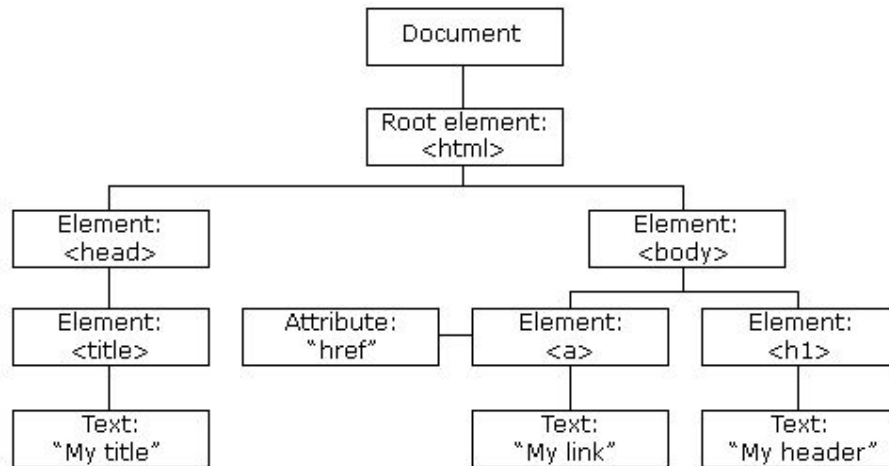 Document
Root element:
<html>
Element:
<head>
Element:
<body>
Element:
<title>
Attribute:
"href"
Element:
<a>
Element:
<h1>
Text:
"My title"
Text:
"My link"
Text:
"My header"